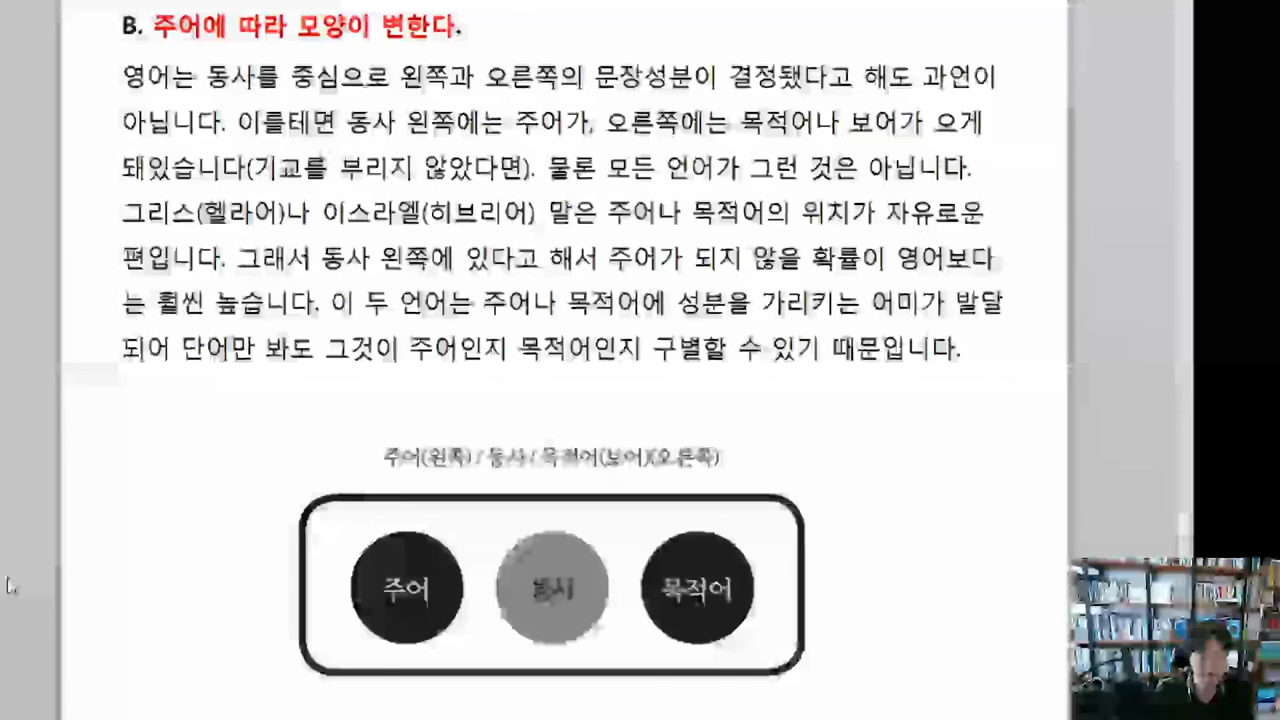 B. 주어에 따라 모양이 변한다.
영어는 동사를 중심으로 왼쪽과 오른쪽의 문장성분이 결정됐다고 해도 과언이
아닙니다. 이를테면 동사 왼쪽에는 주어가, 오른쪽에는 목적어나 보어가 으게
돼있습니다(기교를 부리지 않았다면). 물론 모든 언어가 그런 것은 아닙니다.
그리스(헬라어)나 이스라엘(히브리어) 말은 주어나 목적어의 위치가 자유로운
편입니다. 그래서 동사 왼쪽에 있다고 해서 주어가 되지 않을 확률이 영어보다
는 훨씬 높습니다. 이 두 언어는 주어나 목적어에 성분을 가리키는 어미가 발달
되어 단어만 봐도 그것이 주어인지 목적어인지 구별할 수 있기 때문입니다.
주어(왼쪽) / 동사 / 목적어(보어)(오른쪽)
주어 동사 목적어